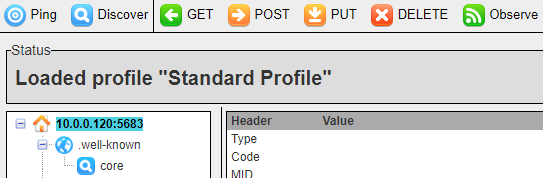 Ping Discover GET POST PUT DELETE Observe
Status
Loaded profile "Standard Profile"
10.0.0.120:5683
.well-known
core
Header Value
Type
Code
MID